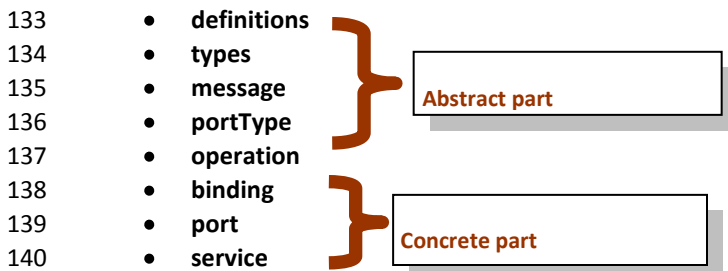 133 ● definitions
134 ● types
135 ● message
Abstract part
136 ● portType
137 ● operation
138 ● binding
139 ● port
Concrete part
140 ● service